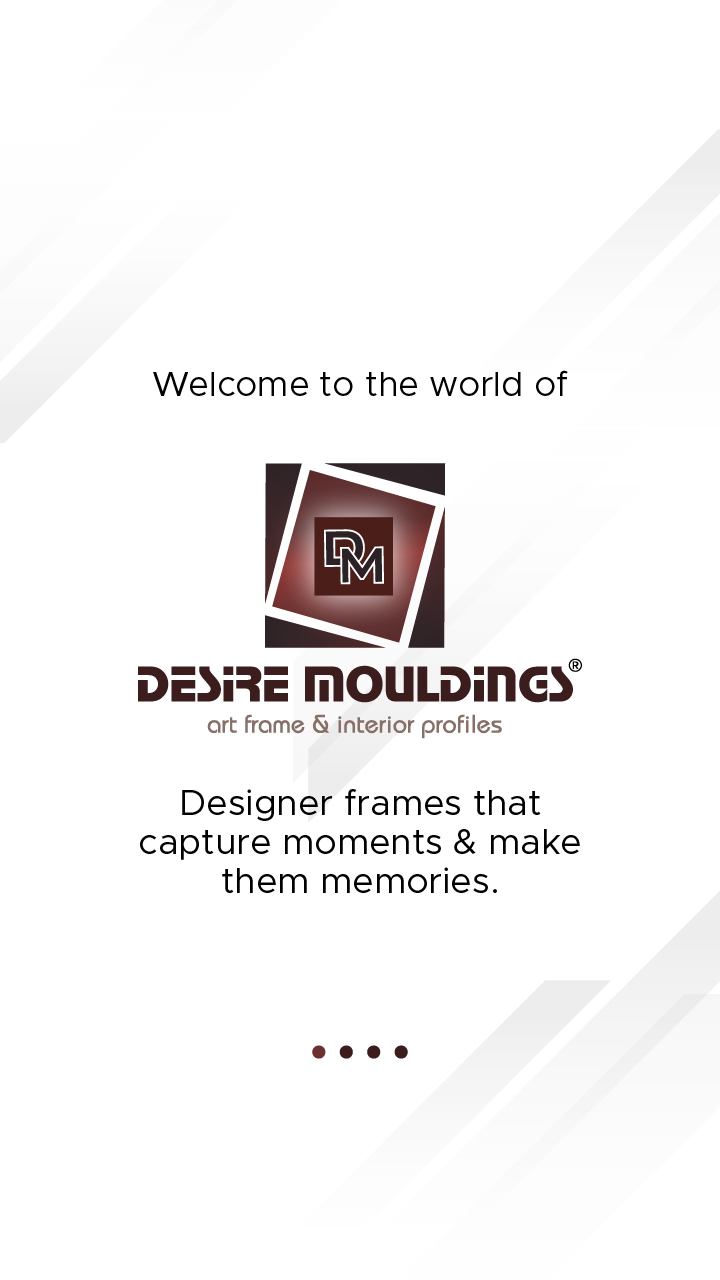 Welcome to the world of
DM
DESIRE MOULDINGS®
art frame & interior profiles
Designer frames that
capture moments & make
them memories.